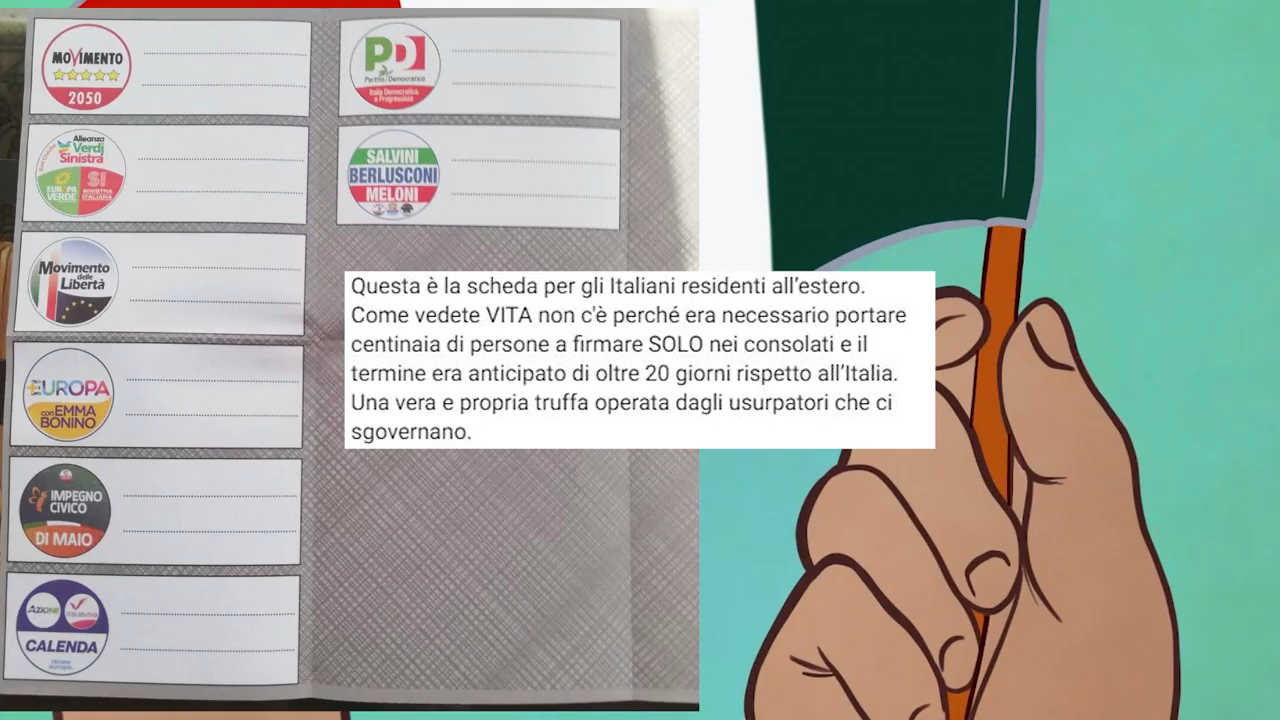 MOVIMENTO
2050
Alleanza
Verdi
Sinistra
EUROPA
VERDE
SI
SINISTRA
ITALIANA
Movimento
delle
Libertà
+EUROPA
con EMMA
BONINO
IMPEGNO
CIVICO
DI MAIO
AZIONE
ITALIAVIVA
CALENDA
renew
europe.
PD
Partito Democratico
Italia Democratica
e Progressista
SALVINI
BERLUSCONI
MELONI
Questa è la scheda per gli Italiani residenti all’estero.
Come vedete VITA non c'è perché era necessario portare
centinaia di persone a firmare SOLO nei consolati e il
termine era anticipato di oltre 20 giorni rispetto all’Italia.
Una vera e propria truffa operata dagli usurpatori che ci
sgovernano.